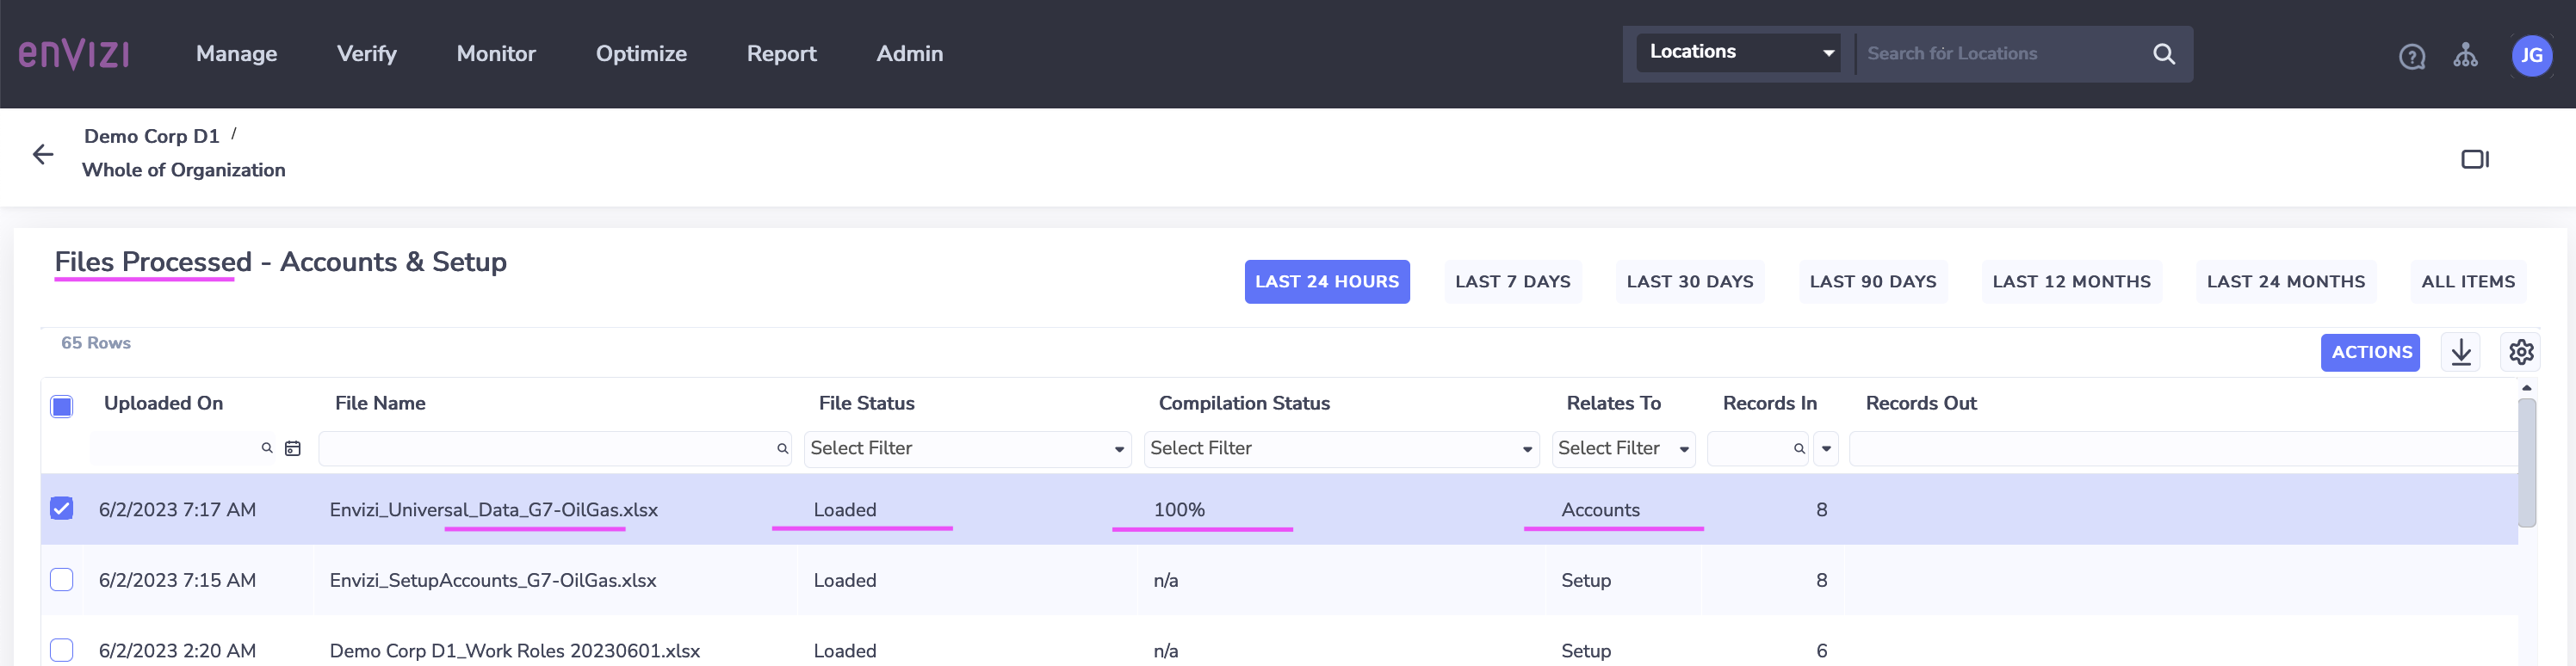 enVizi Manage Verify Monitor Optimize Report Admin Locations Search for Locations JG
Demo Corp D1 /
Whole of Organization
Files Processed - Accounts & Setup
LAST 24 HOURS LAST 7 DAYS LAST 30 DAYS LAST 90 DAYS LAST 12 MONTHS LAST 24 MONTHS ALL ITEMS
65 Rows ACTIONS
Uploaded On File Name File Status Compilation Status Relates To Records In Records Out
Select Filter Select Filter Select Filter
6/2/2023 7:17 AM Envizi_Universal_Data_G7-OilGas.xlsx Loaded 100% Accounts 8
6/2/2023 7:15 AM Envizi_SetupAccounts_G7-OilGas.xlsx Loaded n/a Setup 8
6/2/2023 2:20 AM Demo Corp D1_Work Roles 20230601.xlsx Loaded n/a Setup 6